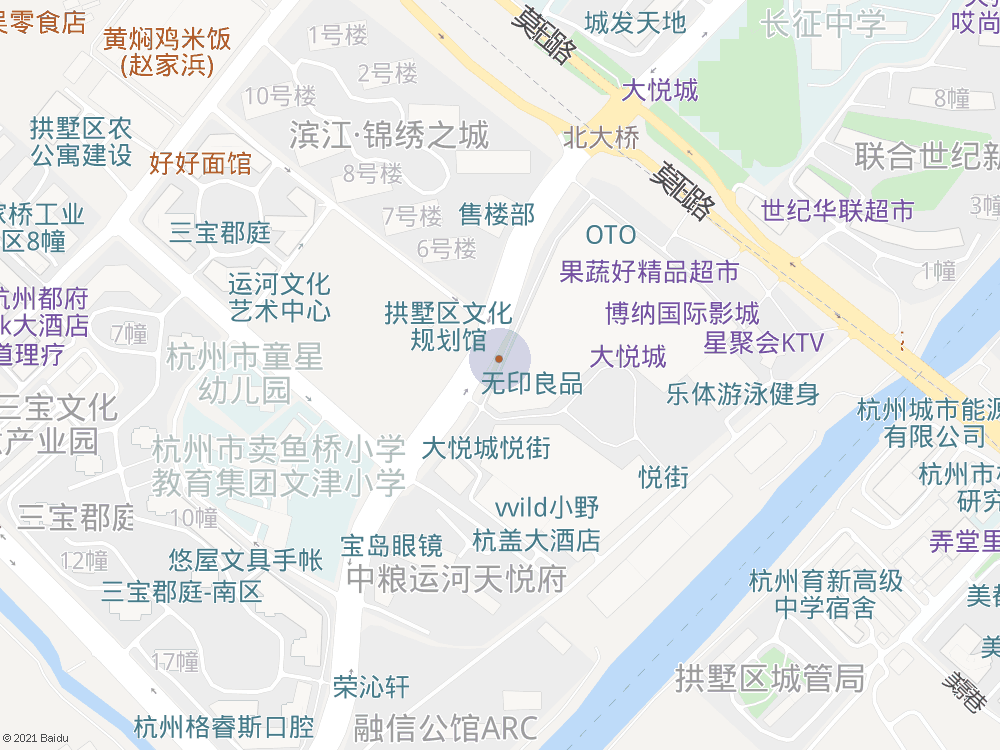 零食店
黄焖鸡米饭
(赵家浜)
1号楼
2号楼
10号楼
滨江·锦绣之城
8号楼
7号楼
6号楼
莫干山路
城发天地
长征中学
大悦城
北大桥
哎尚
8幢
联合世纪新
3幢
1幢
世纪华联超市
拱墅区农
公寓建设
好好面馆
家桥工业
区8幢
三宝郡庭
售楼部
OTO
运河文化
艺术中心
拱墅区文化
规划馆
果蔬好精品超市
博纳国际影城
星聚会KTV
大悦城
杭州都府
k大酒店
道理疗
7幢
杭州市童星
幼儿园
无印良品
乐体游泳健身
三宝文化
产业园
杭州市卖鱼桥小学
教育集团文津小学
大悦城悦街
悦街
杭州城市能源
有限公司
杭州市
研究
三宝郡庭
10幢
12幢
vvild小野
杭盖大酒店
弄堂里
悠屋文具手帐
宝岛眼镜
中粮运河天悦府
三宝郡庭-南区
杭州育新高级
中学宿舍
美都
美
17幢
荣沁轩
拱墅区城管局
杭州格睿斯口腔
融信公馆ARC
© 2021 Baidu